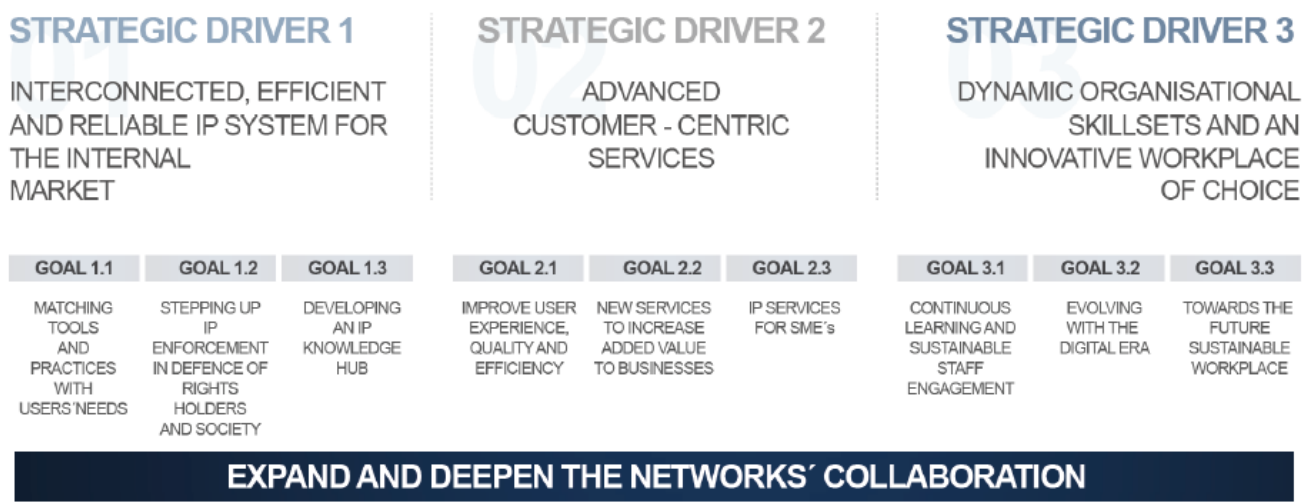 01
STRATEGIC DRIVER 1
INTERCONNECTED, EFFICIENT
AND RELIABLE IP SYSTEM FOR
THE INTERNAL
MARKET
GOAL 1.1
MATCHING
TOOLS
AND
PRACTICES
WITH
USERS´NEEDS
GOAL 1.2
STEPPING UP
IP
ENFORCEMENT
IN DEFENCE OF
RIGHTS
HOLDERS
AND SOCIETY
GOAL 1.3
DEVELOPING
AN IP
KNOWLEDGE
HUB
02
STRATEGIC DRIVER 2
ADVANCED
CUSTOMER - CENTRIC
SERVICES
GOAL 2.1
IMPROVE USER
EXPERIENCE,
QUALITY AND
EFFICIENCY
GOAL 2.2
NEW SERVICES
TO INCREASE
ADDED VALUE
TO BUSINESSES
GOAL 2.3
IP SERVICES
FOR SME´s
03
STRATEGIC DRIVER 3
DYNAMIC ORGANISATIONAL
SKILLSETS AND AN
INNOVATIVE WORKPLACE
OF CHOICE
GOAL 3.1
CONTINUOUS
LEARNING AND
SUSTAINABLE
STAFF
ENGAGEMENT
GOAL 3.2
EVOLVING
WITH THE
DIGITAL ERA
GOAL 3.3
TOWARDS THE
FUTURE
SUSTAINABLE
WORKPLACE
EXPAND AND DEEPEN THE NETWORKS´ COLLABORATION